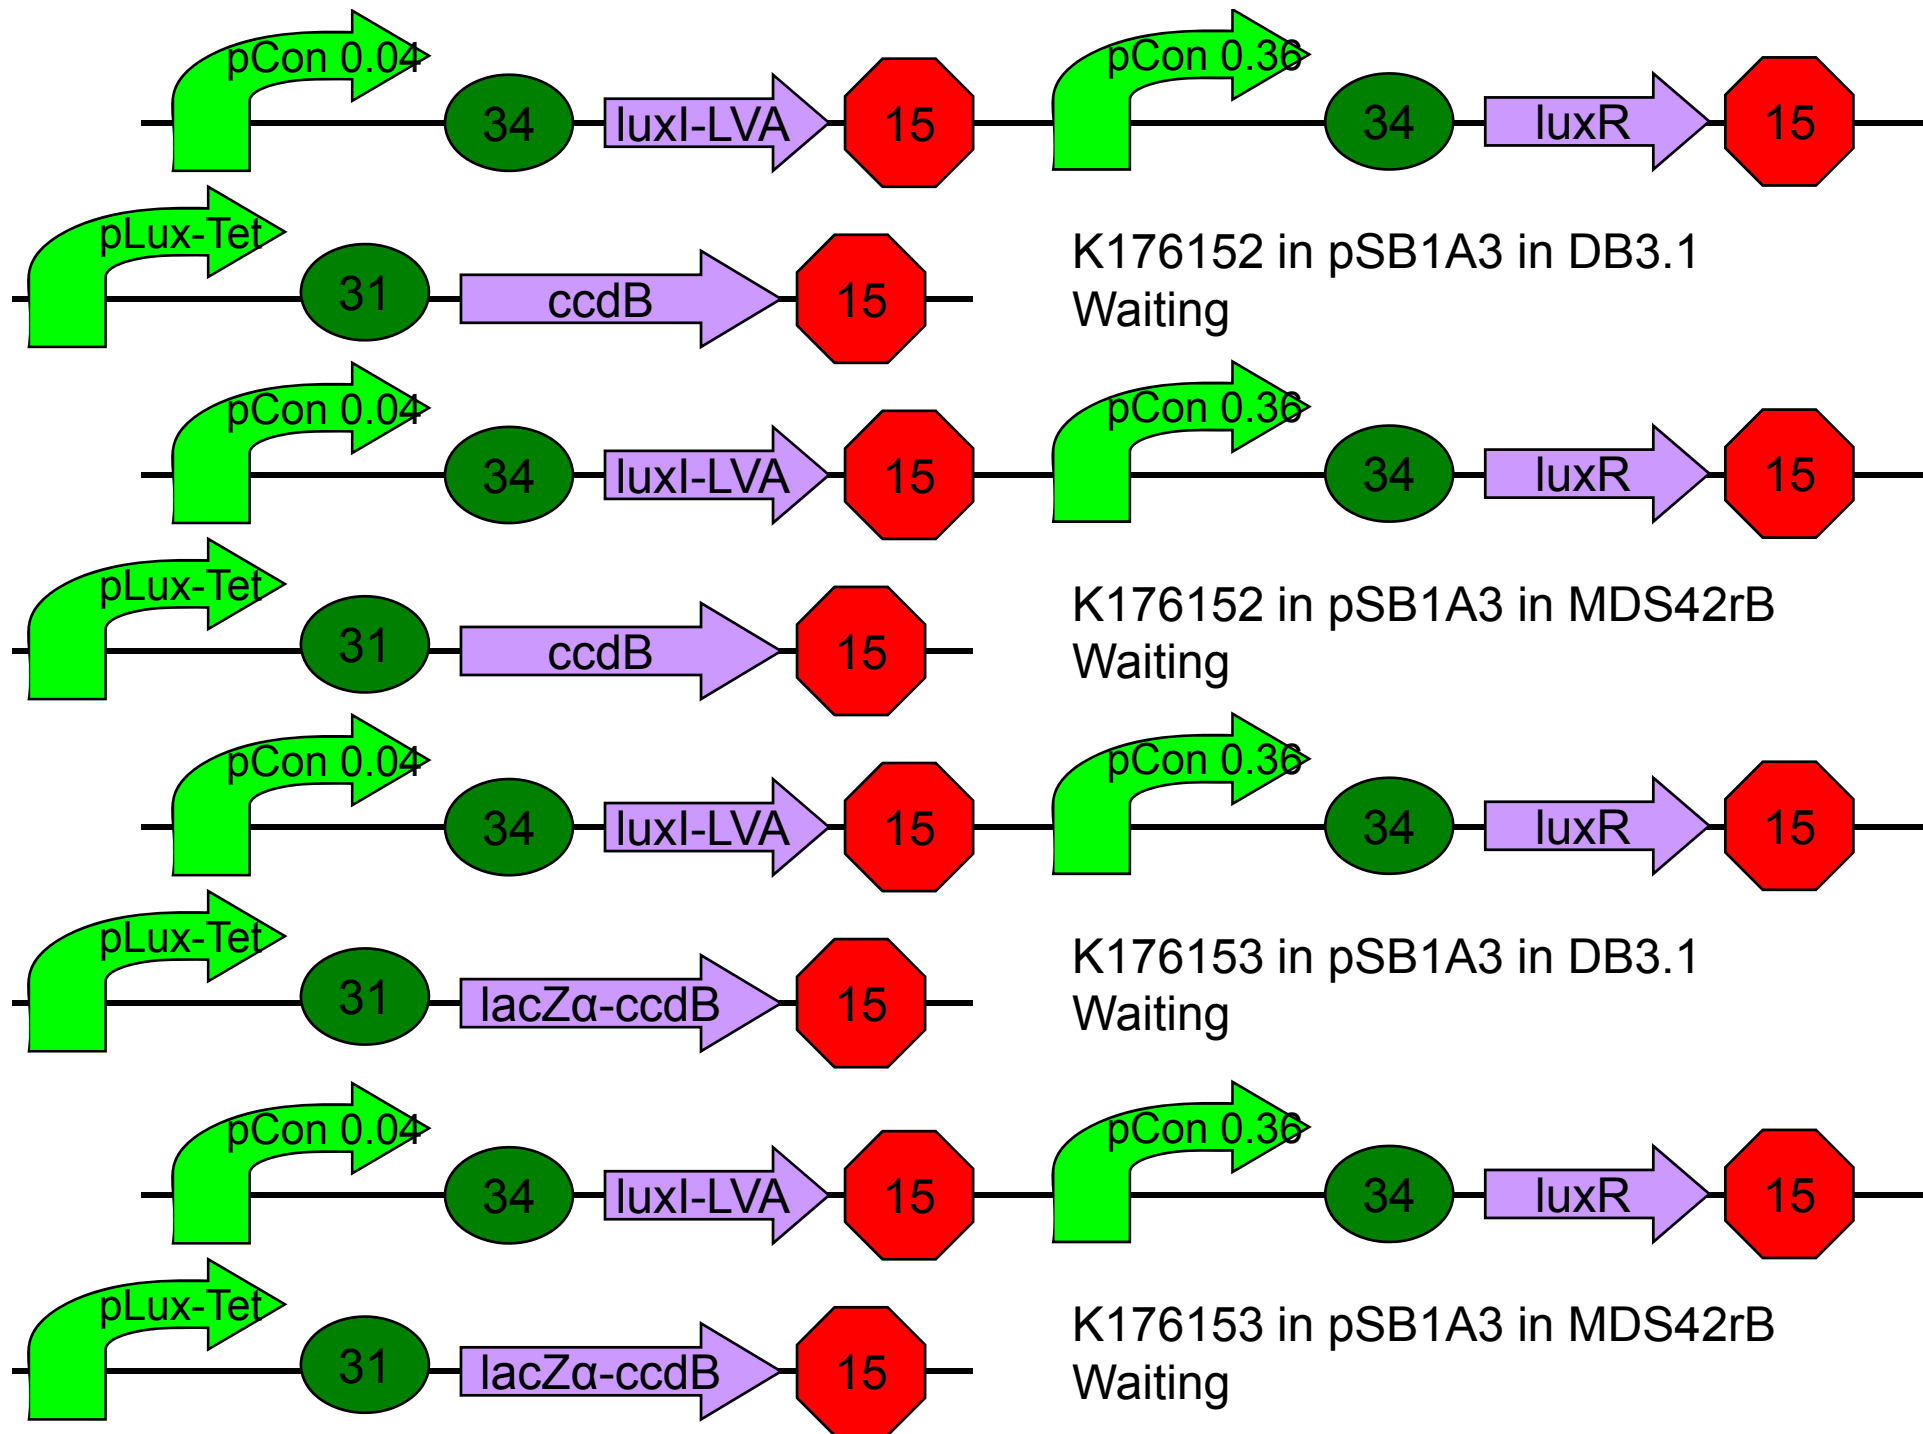 pCon 0.04 34 luxI-LVA 15 pCon 0.36 34 luxR 15
pLux-Tet 31 ccdB 15 K176152 in pSB1A3 in DB3.1
Waiting
pCon 0.04 34 luxI-LVA 15 pCon 0.36 34 luxR 15
pLux-Tet 31 ccdB 15 K176152 in pSB1A3 in MDS42rB
Waiting
pCon 0.04 34 luxI-LVA 15 pCon 0.36 34 luxR 15
pLux-Tet 31 lacZα-ccdB 15 K176153 in pSB1A3 in DB3.1
Waiting
pCon 0.04 34 luxI-LVA 15 pCon 0.36 34 luxR 15
pLux-Tet 31 lacZα-ccdB 15 K176153 in pSB1A3 in MDS42rB
Waiting